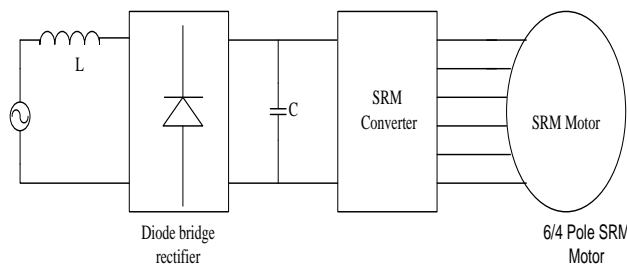 L
C
SRM
Converter
SRM Motor
Diode bridge
rectifier
6/4 Pole SRM
Motor